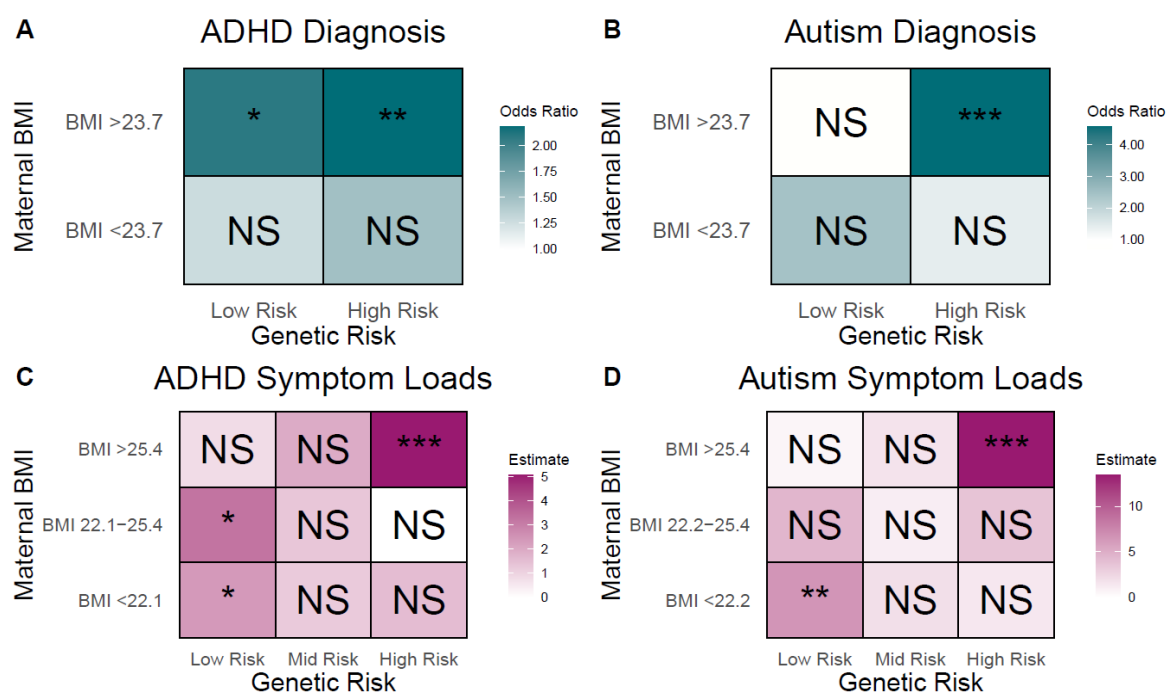 A
ADHD Diagnosis
Maternal BMI
BMI >23.7
BMI <23.7
*
**
NS
NS
Low Risk
High Risk
Genetic Risk
Odds Ratio
2.00
1.75
1.50
1.25
1.00
B
Autism Diagnosis
Maternal BMI
BMI >23.7
BMI <23.7
NS
***
NS
NS
Low Risk
High Risk
Genetic Risk
Odds Ratio
4.00
3.00
2.00
1.00
C
ADHD Symptom Loads
Maternal BMI
BMI >25.4
BMI 22.1−25.4
BMI <22.1
NS
NS
***
*
NS
NS
*
NS
NS
Low Risk
Mid Risk
High Risk
Genetic Risk
Estimate
5
4
3
2
1
0
D
Autism Symptom Loads
Maternal BMI
BMI >25.4
BMI 22.2−25.4
BMI <22.2
NS
NS
***
NS
NS
NS
**
NS
NS
Low Risk
Mid Risk
High Risk
Genetic Risk
Estimate
10
5
0